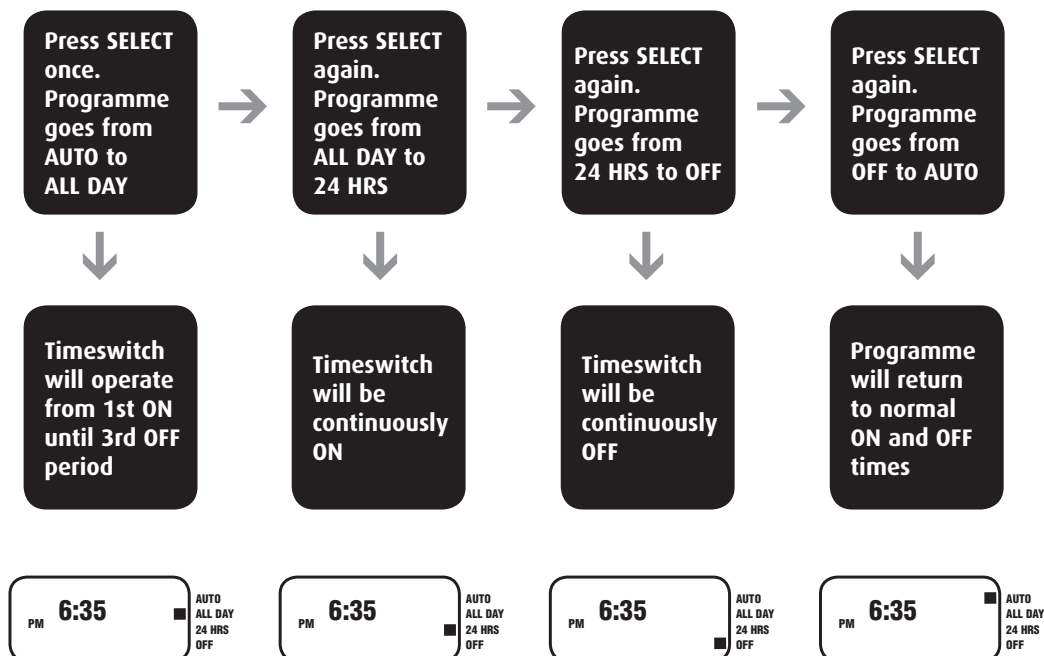 Press SELECT
once.
Programme
goes from
AUTO to
ALL DAY
Press SELECT
again.
Programme
goes from
ALL DAY to
24 HRS
Press SELECT
again.
Programme
goes from
24 HRS to OFF
Press SELECT
again.
Programme
goes from
OFF to AUTO
Timeswitch
will operate
from 1st ON
until 3rd OFF
period
Timeswitch
will be
continuously
ON
Timeswitch
will be
continuously
OFF
Programme
will return
to normal
ON and OFF
times
PM 6:35
AUTO
ALL DAY
24 HRS
OFF
PM 6:35
AUTO
ALL DAY
24 HRS
OFF
PM 6:35
AUTO
ALL DAY
24 HRS
OFF
PM 6:35
AUTO
ALL DAY
24 HRS
OFF